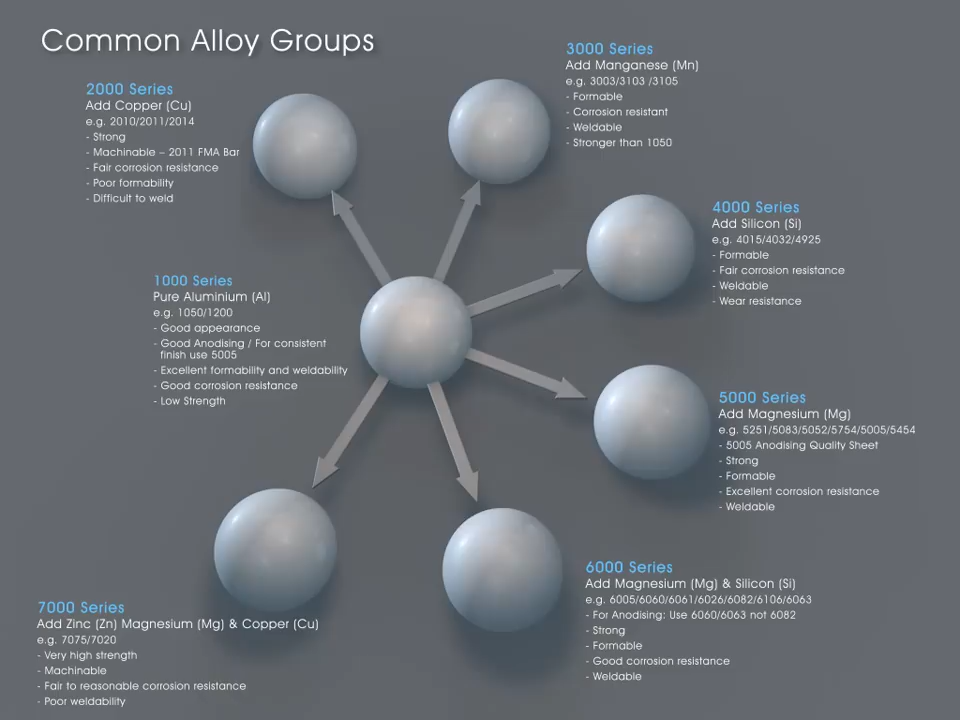 Common Alloy Groups
2000 Series
Add Copper (Cu)
e.g. 2010/2011/2014
- Strong
- Machinable – 2011 FMA Bar
- Fair corrosion resistance
- Poor formability
- Difficult to weld
3000 Series
Add Manganese (Mn)
e.g. 3003/3103 /3105
- Formable
- Corrosion resistant
- Weldable
- Stronger than 1050
4000 Series
Add Silicon (Si)
e.g. 4015/4032/4925
- Formable
- Fair corrosion resistance
- Weldable
- Wear resistance
1000 Series
Pure Aluminium (Al)
e.g. 1050/1200
- Good appearance
- Good Anodising / For consistent
finish use 5005
- Excellent formability and weldability
- Good corrosion resistance
- Low Strength
5000 Series
Add Magnesium (Mg)
e.g. 5251/5083/5052/5754/5005/5454
- 5005 Anodising Quality Sheet
- Strong
- Formable
- Excellent corrosion resistance
- Weldable
6000 Series
Add Magnesium (Mg) & Silicon (Si)
e.g. 6005/6060/6061/6026/6082/6106/6063
- For Anodising: Use 6060/6063 not 6082
- Strong
- Formable
- Good corrosion resistance
- Weldable
7000 Series
Add Zinc (Zn) Magnesium (Mg) & Copper (Cu)
e.g. 7075/7020
- Very high strength
- Machinable
- Fair to reasonable corrosion resistance
- Poor weldability